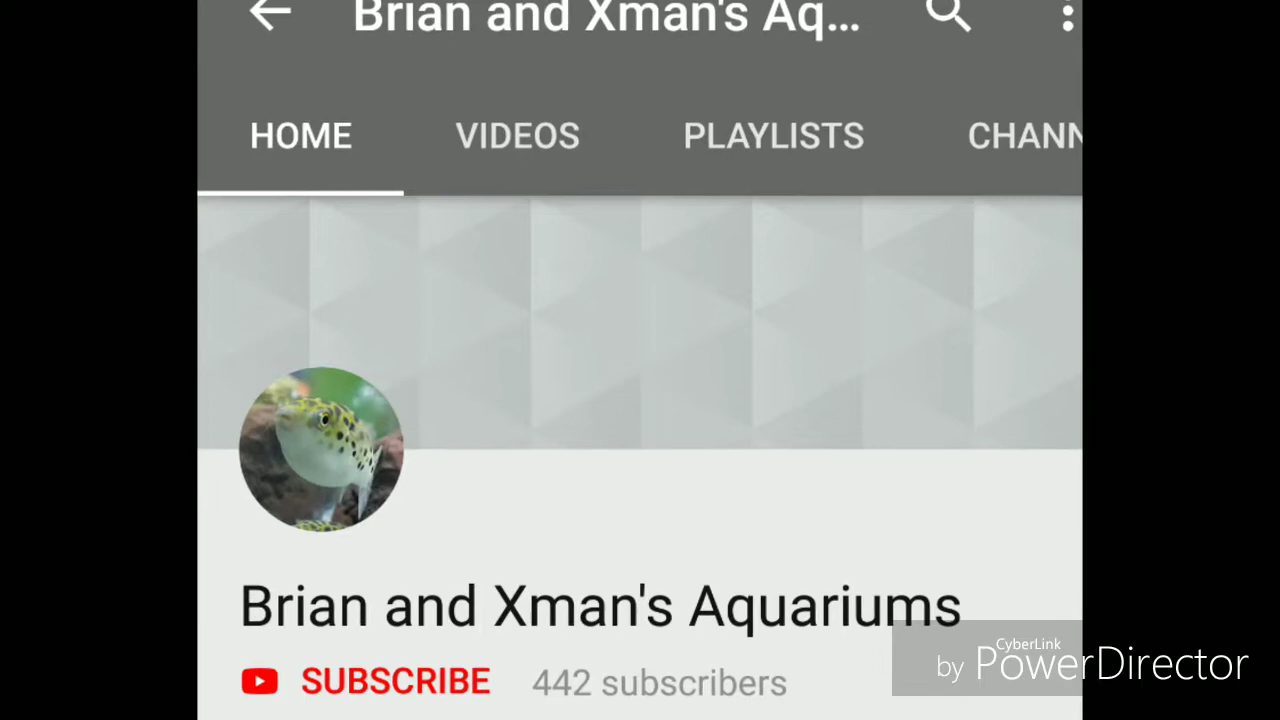 Brian and Xman's Aq...
HOME VIDEOS PLAYLISTS CHANN
Brian and Xman's Aquariums
SUBSCRIBE 442 subscribers
CyberLink
by PowerDirector